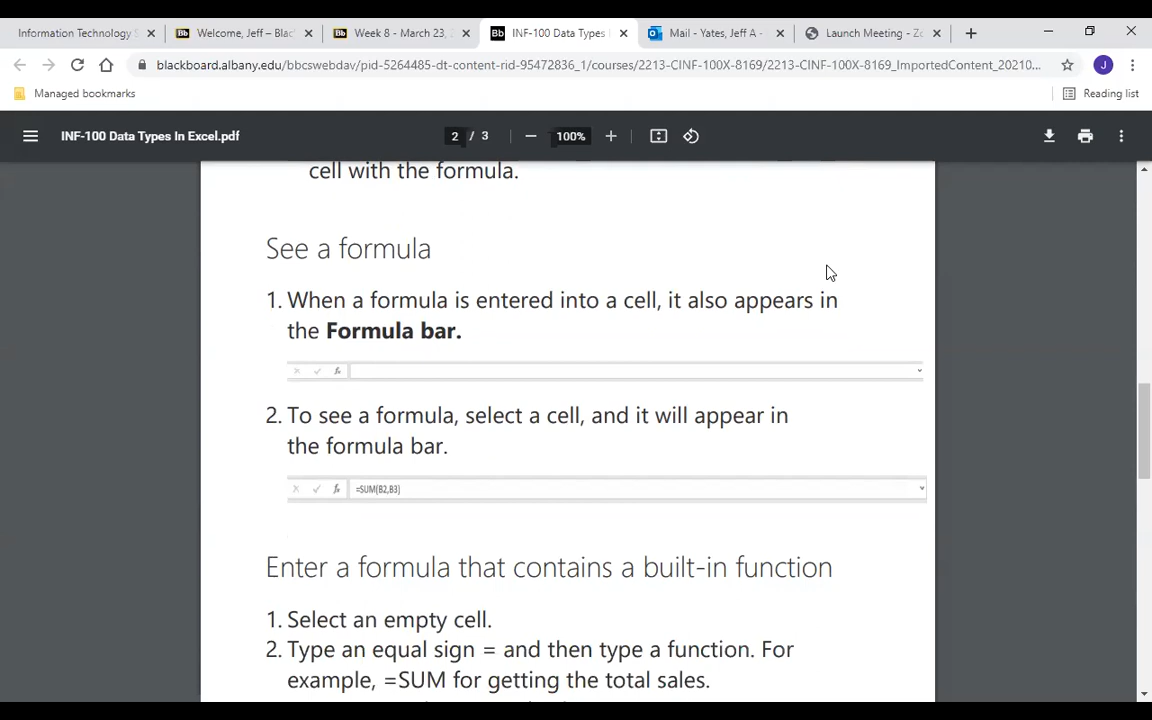 Information Technology S
Welcome, Jeff – Blac
Week 8 - March 23,
INF-100 Data Types
Mail - Yates, Jeff A -
Launch Meeting - Zo
blackboard.albany.edu/bbcswebdav/pid-5264485-dt-content-rid-95472836_1/courses/2213-CINF-100X-8169/2213-CINF-100X-8169_ImportedContent_20210...
J
Managed bookmarks
Reading list
INF-100 Data Types In Excel.pdf
2 / 3
100%
cell with the formula.
See a formula
1. When a formula is entered into a cell, it also appears in
the Formula bar.
fx
2. To see a formula, select a cell, and it will appear in
the formula bar.
fx =SUM(B2,B3)
Enter a formula that contains a built-in function
1. Select an empty cell.
2. Type an equal sign = and then type a function. For
example, =SUM for getting the total sales.